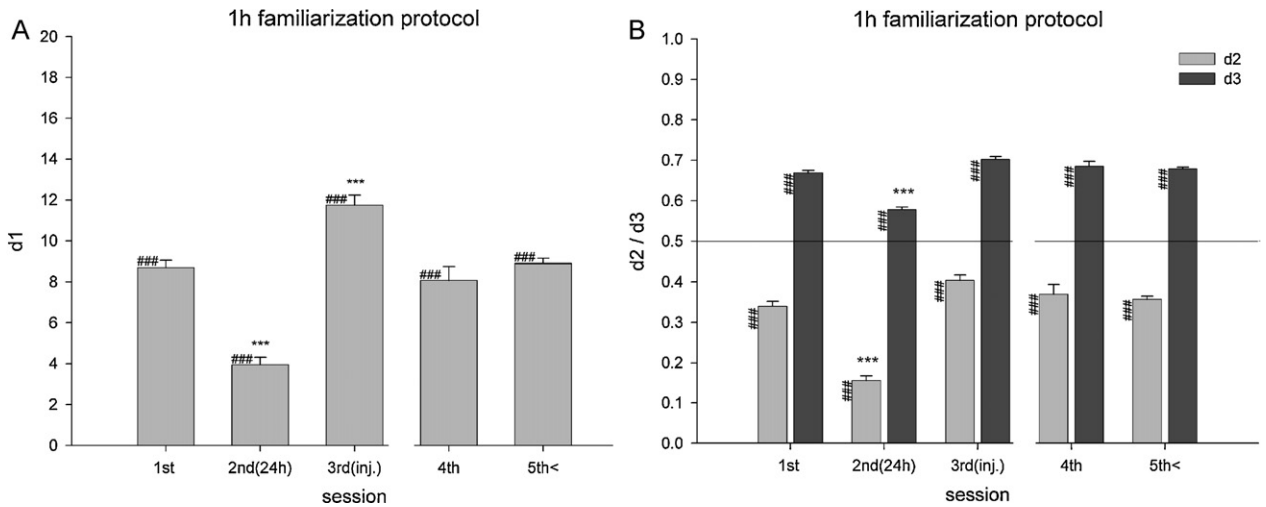 A
1h familiarization protocol
d1
20
18
16
14
12
10
8
6
4
2
0
###
###
***
###
***
###
###
1st
2nd(24h)
3rd(inj.)
4th
5th<
session
B
1h familiarization protocol
d2 / d3
1.0
0.9
0.8
0.7
0.6
0.5
0.4
0.3
0.2
0.1
0.0
d2
d3
###
###
###
***
###
***
###
###
###
###
###
###
1st
2nd(24h)
3rd(inj.)
4th
5th<
session